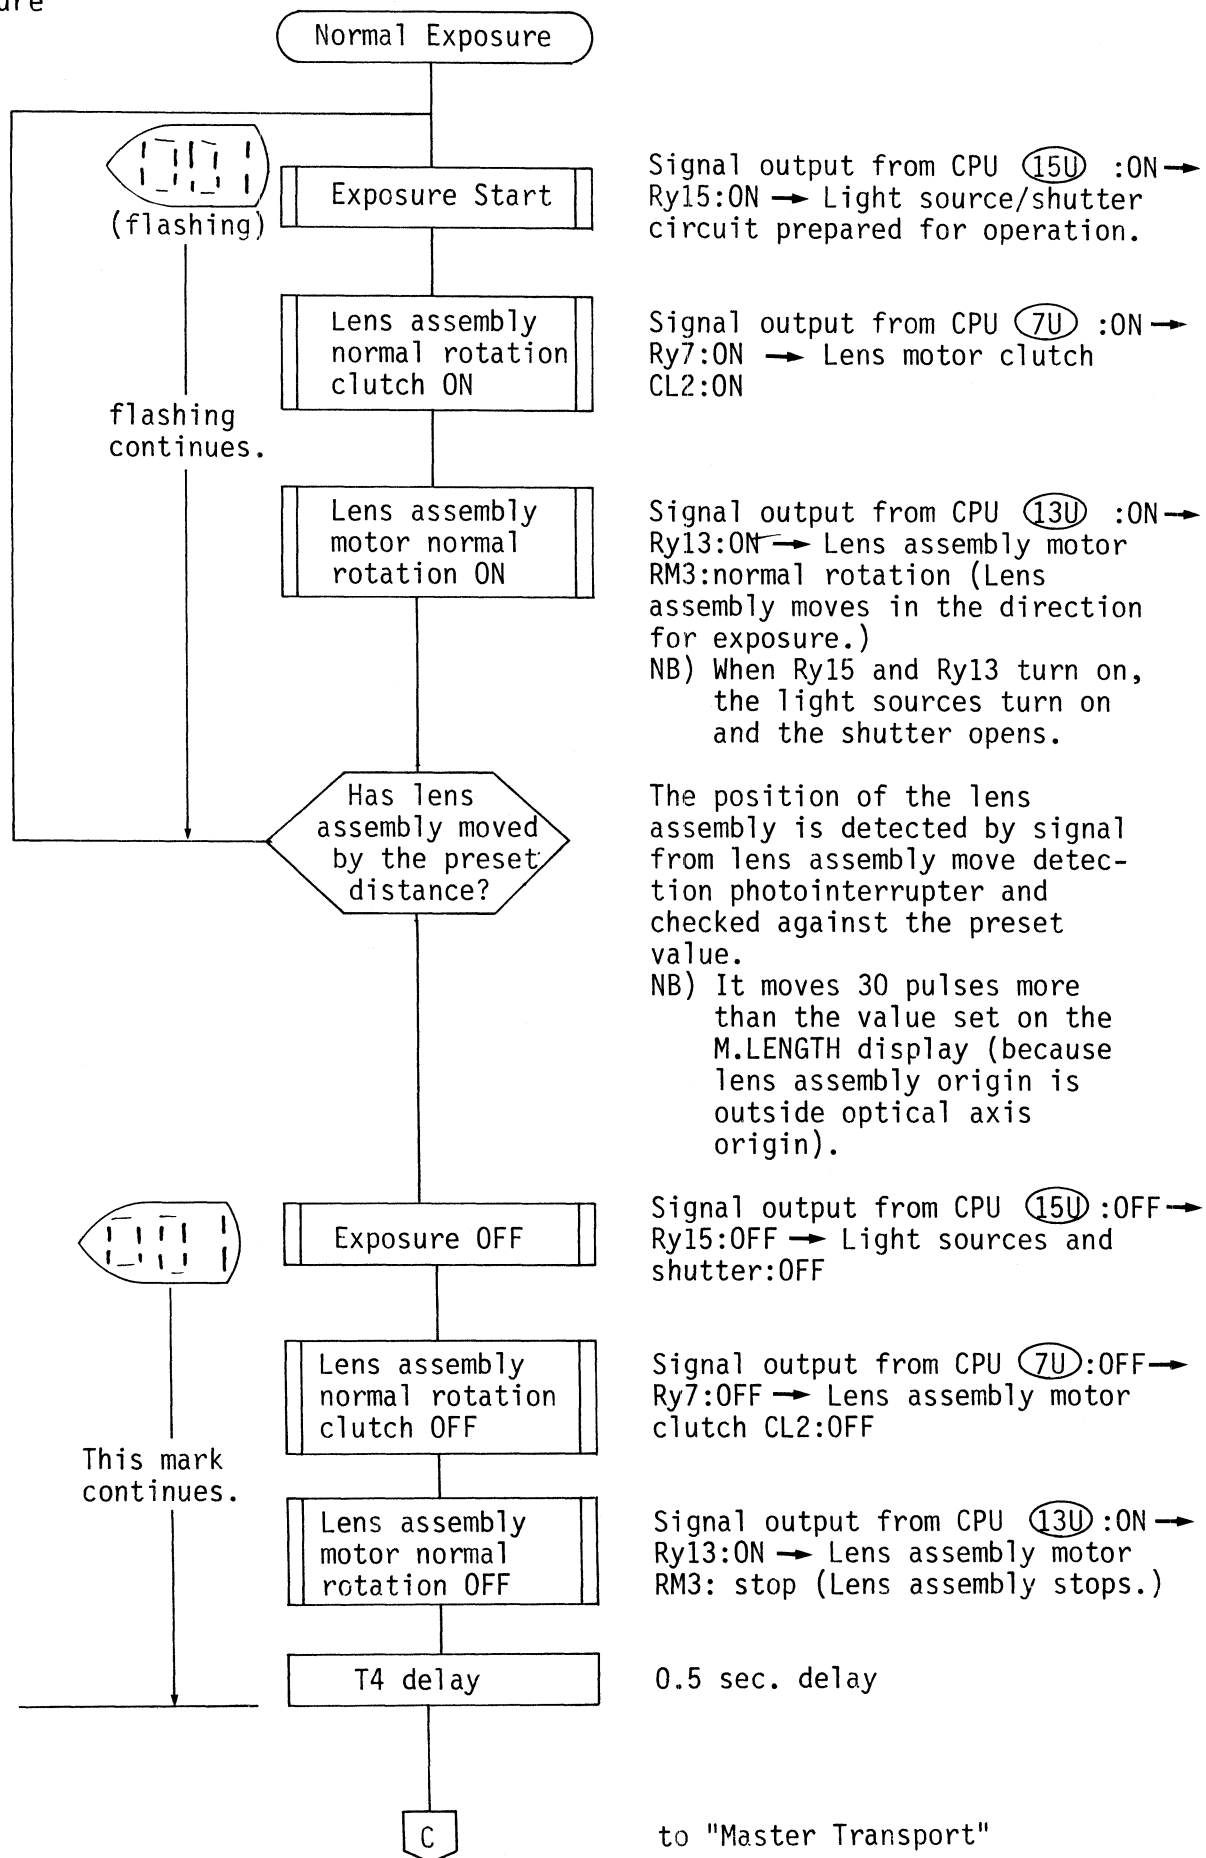 ure
Normal Exposure
(flashing)
Exposure Start
Signal output from CPU 15U :ON→
Ry15:ON → Light source/shutter
circuit prepared for operation.
Lens assembly
normal rotation
clutch ON
Signal output from CPU 7U :ON→
Ry7:ON → Lens motor clutch
CL2:ON
flashing
continues.
Lens assembly
motor normal
rotation ON
Signal output from CPU 13U :ON→
Ry13:ON → Lens assembly motor
RM3:normal rotation (Lens
assembly moves in the direction
for exposure.)
NB) When Ry15 and Ry13 turn on,
the light sources turn on
and the shutter opens.
Has lens
assembly moved
by the preset
distance?
The position of the lens
assembly is detected by signal
from lens assembly move detec-
tion photointerrupter and
checked against the preset
value.
NB) It moves 30 pulses more
than the value set on the
M.LENGTH display (because
lens assembly origin is
outside optical axis
origin).
Exposure OFF
Signal output from CPU 15U :OFF→
Ry15:OFF → Light sources and
shutter:OFF
Lens assembly
normal rotation
clutch OFF
Signal output from CPU 7U :OFF→
Ry7:OFF → Lens assembly motor
clutch CL2:OFF
This mark
continues.
Lens assembly
motor normal
rotation OFF
Signal output from CPU 13U :ON→
Ry13:ON → Lens assembly motor
RM3: stop (Lens assembly stops.)
T4 delay
0.5 sec. delay
C
to "Master Transport"